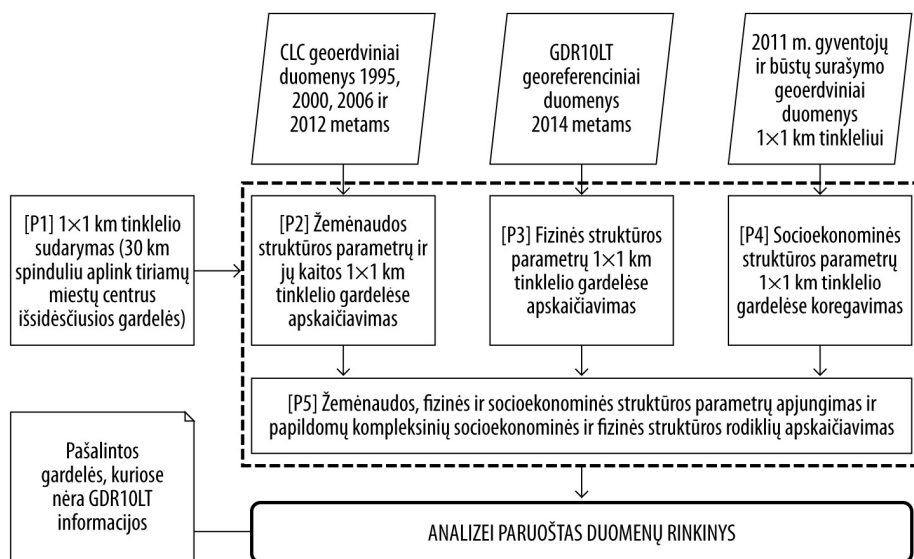 CLC geoerdviniai
duomenys 1995,
2000, 2006 ir
2012 metams
GDR10LT
georeferenciniai
duomenys
2014 metams
2011 m. gyventojų
ir būstų surašymo
geoerdviniai
duomenys
1×1 km tinkleliui
[P1] 1×1 km tinklelio
sudarymas (30 km
spinduliu aplink tiriamų
miestų centrus
išsidėsčiusios gardelės)
[P2] Žemėnaudos
struktūros parametrų ir
jų kaitos 1×1 km
tinklelio gardelėse
apskaičiavimas
[P3] Fizinės struktūros
parametrų 1×1 km
tinklelio gardelėse
apskaičiavimas
[P4] Socioekonominės
struktūros parametrų
1×1 km tinklelio
gardelėse koregavimas
[P5] Žemėnaudos, fizinės ir socioekonominės struktūros parametrų apjungimas ir
papildomų kompleksinių socioekonominės ir fizinės struktūros rodiklių apskaičiavimas
Pašalintos
gardelės, kuriose
nėra GDR10LT
informacijos
ANALIZEI PARUOŠTAS DUOMENŲ RINKINYS